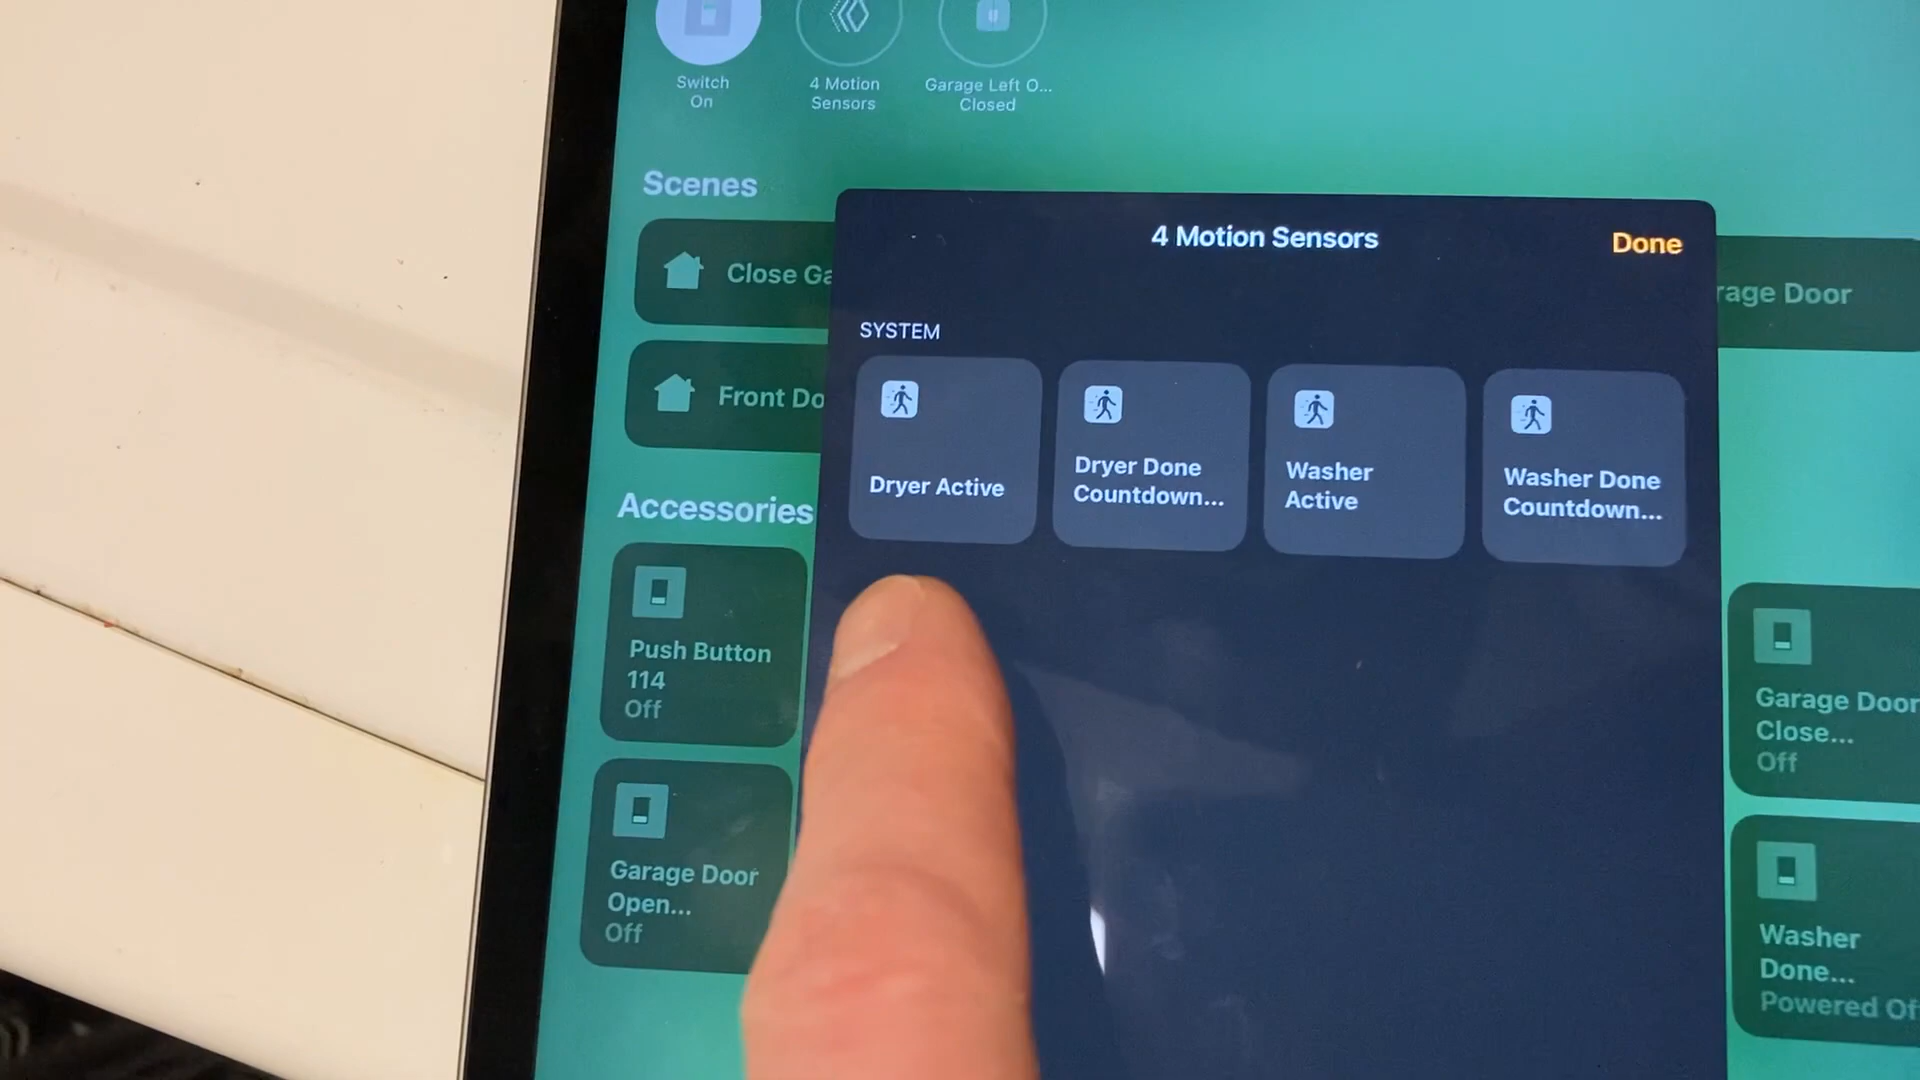 Switch
On
4 Motion
Sensors
Garage Left O...
Closed
Scenes
Close Ga
Front Do
rage Door
4 Motion Sensors
Done
SYSTEM
Dryer Active
Dryer Done
Countdown...
Washer
Active
Washer Done
Countdown...
Accessories
Push Button
114
Off
Garage Door
Open...
Off
Garage Door
Close...
Off
Washer
Done...
Powered Of